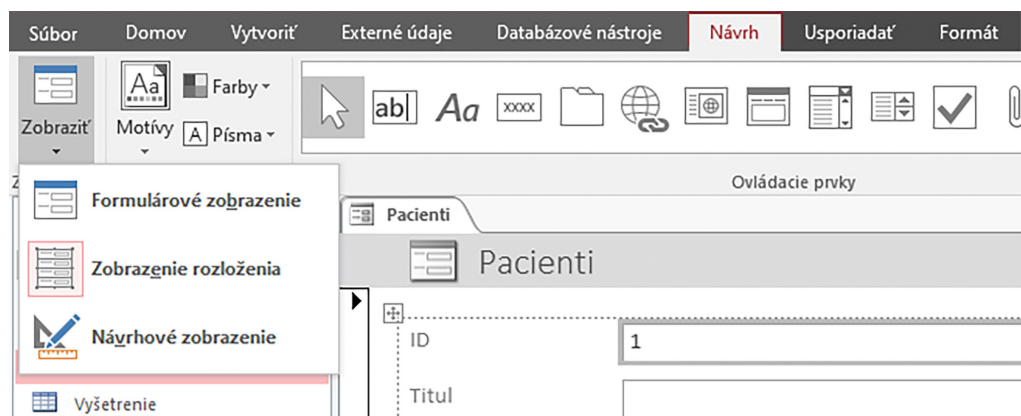 Súbor Domov Vytvoriť Externé údaje Databázové nástroje Návrh Usporiadať Formát
Zobraziť
Aa
Motívy
Farby
A Písma
ab Aa xxxx
Ovládacie prvky
Formulárové zobrazenie
Zobrazenie rozloženia
Návrhové zobrazenie
Vyšetrenie
Pacienti
Pacienti
ID 1
Titul